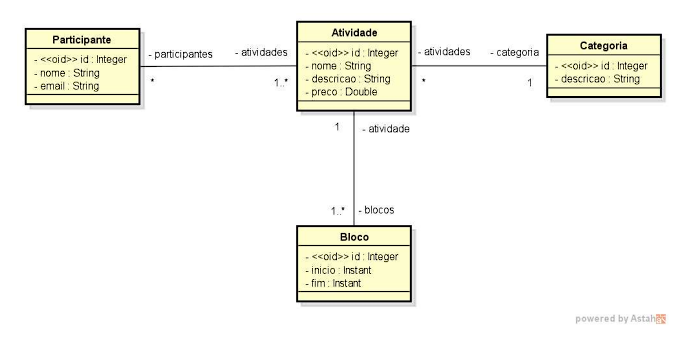 Participante
- <<oid>> id : Integer
- nome : String
- email : String
- participantes
*
- atividades
1..*
Atividade
- <<oid>> id : Integer
- nome : String
- descricao : String
- preco : Double
- atividades
*
- categoria
1
Categoria
- <<oid>> id : Integer
- descricao : String
1
- atividade
1..*
- blocos
Bloco
- <<oid>> id : Integer
- inicio : Instant
- fim : Instant
powered by Astah